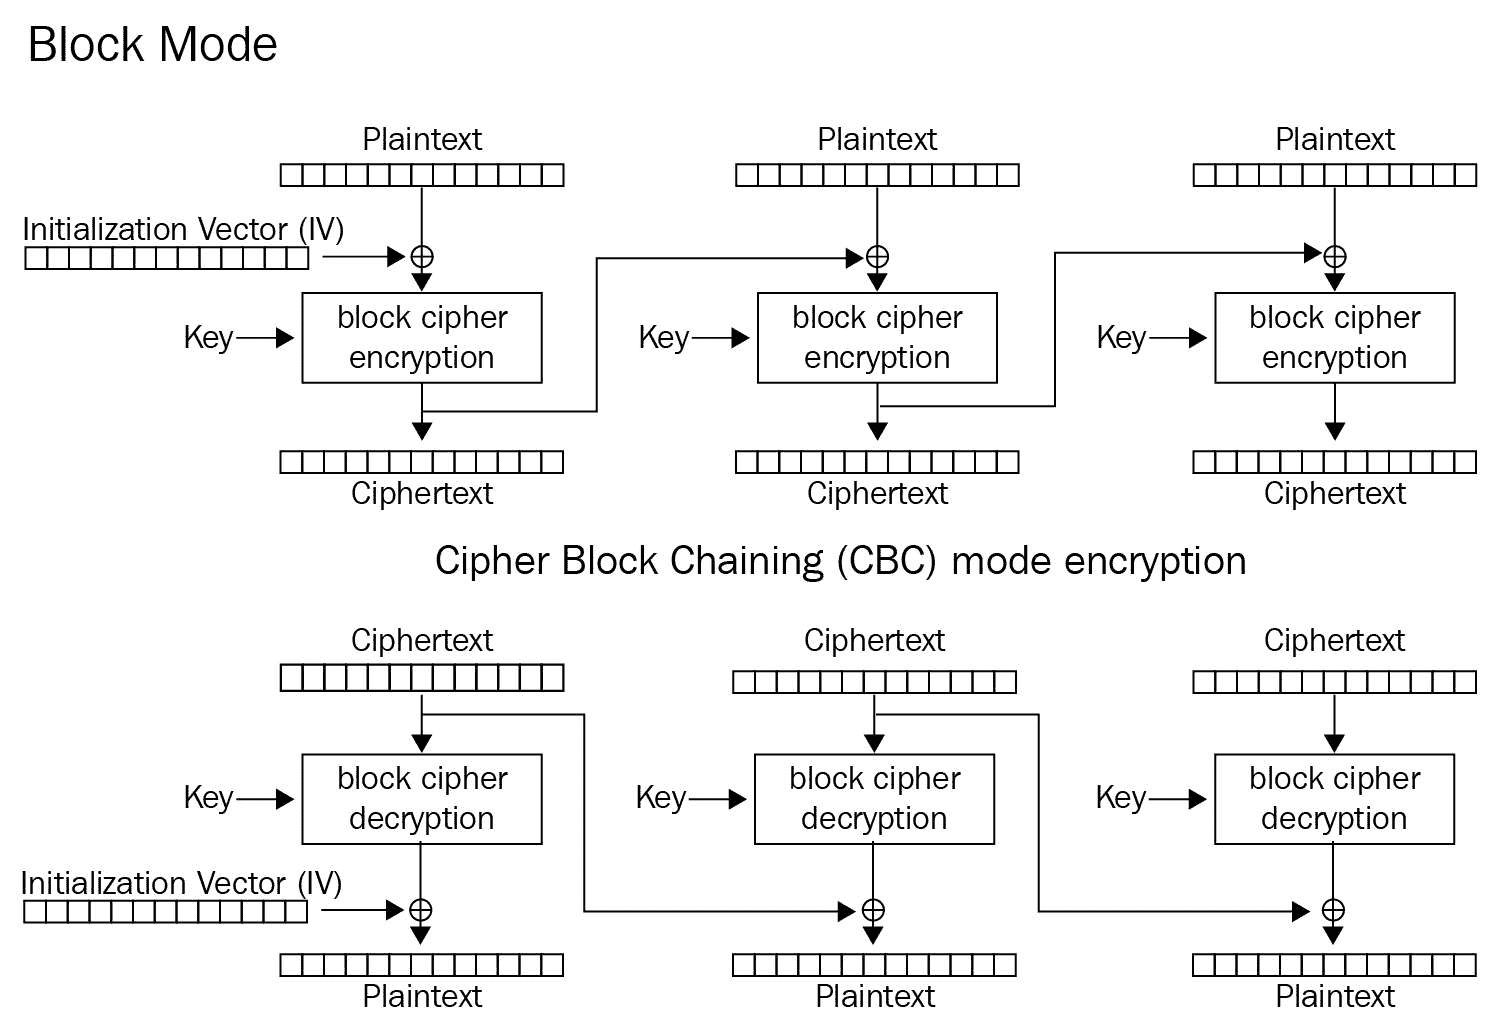 Block Mode
Plaintext
Plaintext
Plaintext
Initialization Vector (IV)
Key
block cipher
encryption
Key
block cipher
encryption
Key
block cipher
encryption
Ciphertext
Ciphertext
Ciphertext
Cipher Block Chaining (CBC) mode encryption
Ciphertext
Ciphertext
Ciphertext
Key
block cipher
decryption
Key
block cipher
decryption
Key
block cipher
decryption
Initialization Vector (IV)
Plaintext
Plaintext
Plaintext